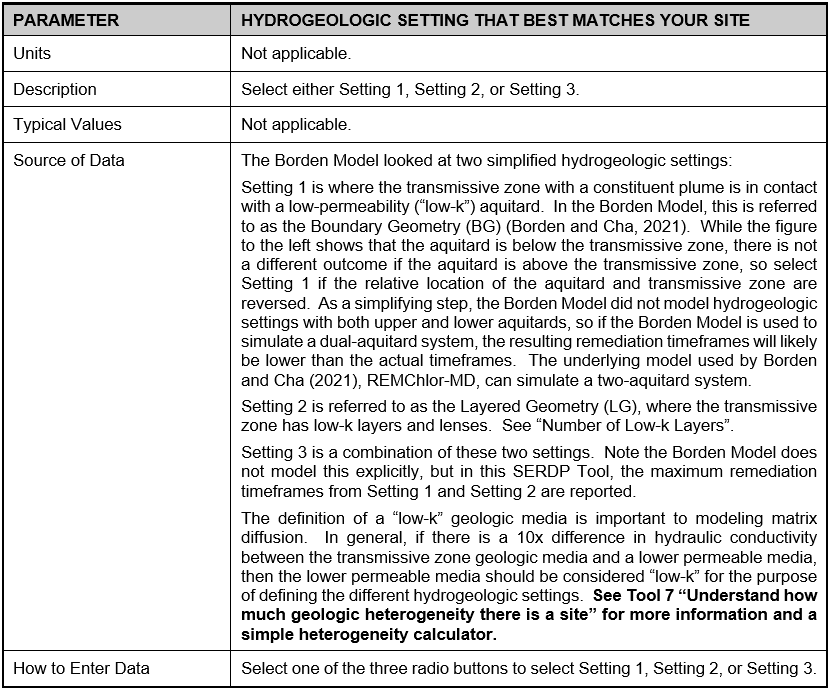 PARAMETER HYDROGEOLOGIC SETTING THAT BEST MATCHES YOUR SITE
Units Not applicable.
Description Select either Setting 1, Setting 2, or Setting 3.
Typical Values Not applicable.
Source of Data The Borden Model looked at two simplified hydrogeologic settings:
Setting 1 is where the transmissive zone with a constituent plume is in contact
with a low-permeability (“low-k”) aquitard. In the Borden Model, this is referred
to as the Boundary Geometry (BG) (Borden and Cha, 2021). While the figure
to the left shows that the aquitard is below the transmissive zone, there is not
a different outcome if the aquitard is above the transmissive zone, so select
Setting 1 if the relative location of the aquitard and transmissive zone are
reversed. As a simplifying step, the Borden Model did not model hydrogeologic
settings with both upper and lower aquitards, so if the Borden Model is used to
simulate a dual-aquitard system, the resulting remediation timeframes will likely
be lower than the actual timeframes. The underlying model used by Borden
and Cha (2021), REMChlor-MD, can simulate a two-aquitard system.
Setting 2 is referred to as the Layered Geometry (LG), where the transmissive
zone has low-k layers and lenses. See “Number of Low-k Layers”.
Setting 3 is a combination of these two settings. Note the Borden Model does
not model this explicitly, but in this SERDP Tool, the maximum remediation
timeframes from Setting 1 and Setting 2 are reported.
The definition of a “low-k” geologic media is important to modeling matrix
diffusion. In general, if there is a 10x difference in hydraulic conductivity
between the transmissive zone geologic media and a lower permeable media,
then the lower permeable media should be considered “low-k” for the purpose
of defining the different hydrogeologic settings. See Tool 7 “Understand how
much geologic heterogeneity there is a site” for more information and a
simple heterogeneity calculator.
How to Enter Data Select one of the three radio buttons to select Setting 1, Setting 2, or Setting 3.